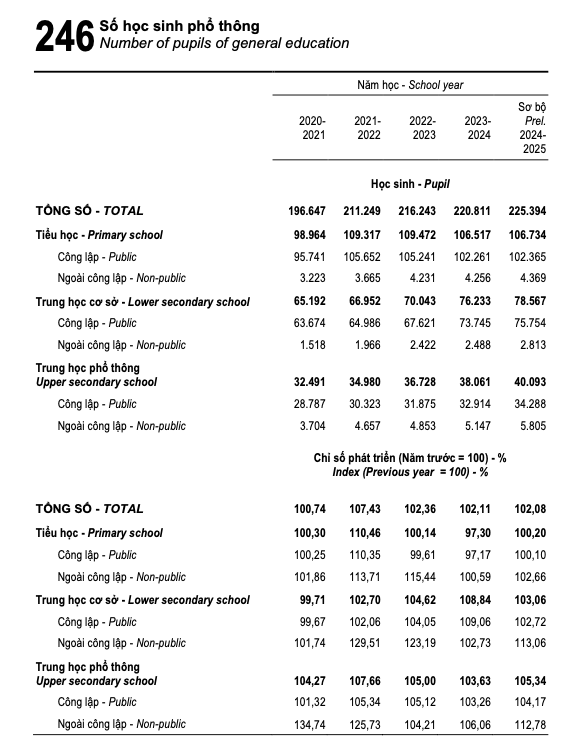 246 Số học sinh phổ thông
Number of pupils of general education
Năm học - School year
2020-2021 2021-2022 2022-2023 2023-2024 Sơ bộ Prel. 2024-2025
Học sinh - Pupil
TỔNG SỐ - TOTAL 196.647 211.249 216.243 220.811 225.394
Tiểu học - Primary school 98.964 109.317 109.472 106.517 106.734
Công lập - Public 95.741 105.652 105.241 102.261 102.365
Ngoài công lập - Non-public 3.223 3.665 4.231 4.256 4.369
Trung học cơ sở - Lower secondary school 65.192 66.952 70.043 76.233 78.567
Công lập - Public 63.674 64.986 67.621 73.745 75.754
Ngoài công lập - Non-public 1.518 1.966 2.422 2.488 2.813
Trung học phổ thông
Upper secondary school 32.491 34.980 36.728 38.061 40.093
Công lập - Public 28.787 30.323 31.875 32.914 34.288
Ngoài công lập - Non-public 3.704 4.657 4.853 5.147 5.805
Chỉ số phát triển (Năm trước = 100) - %
Index (Previous year = 100) - %
TỔNG SỐ - TOTAL 100,74 107,43 102,36 102,11 102,08
Tiểu học - Primary school 100,30 110,46 100,14 97,30 100,20
Công lập - Public 100,25 110,35 99,61 97,17 100,10
Ngoài công lập - Non-public 101,86 113,71 115,44 100,59 102,66
Trung học cơ sở - Lower secondary school 99,71 102,70 104,62 108,84 103,06
Công lập - Public 99,67 102,06 104,05 109,06 102,72
Ngoài công lập - Non-public 101,74 129,51 123,19 102,73 113,06
Trung học phổ thông
Upper secondary school 104,27 107,66 105,00 103,63 105,34
Công lập - Public 101,32 105,34 105,12 103,26 104,17
Ngoài công lập - Non-public 134,74 125,73 104,21 106,06 112,78